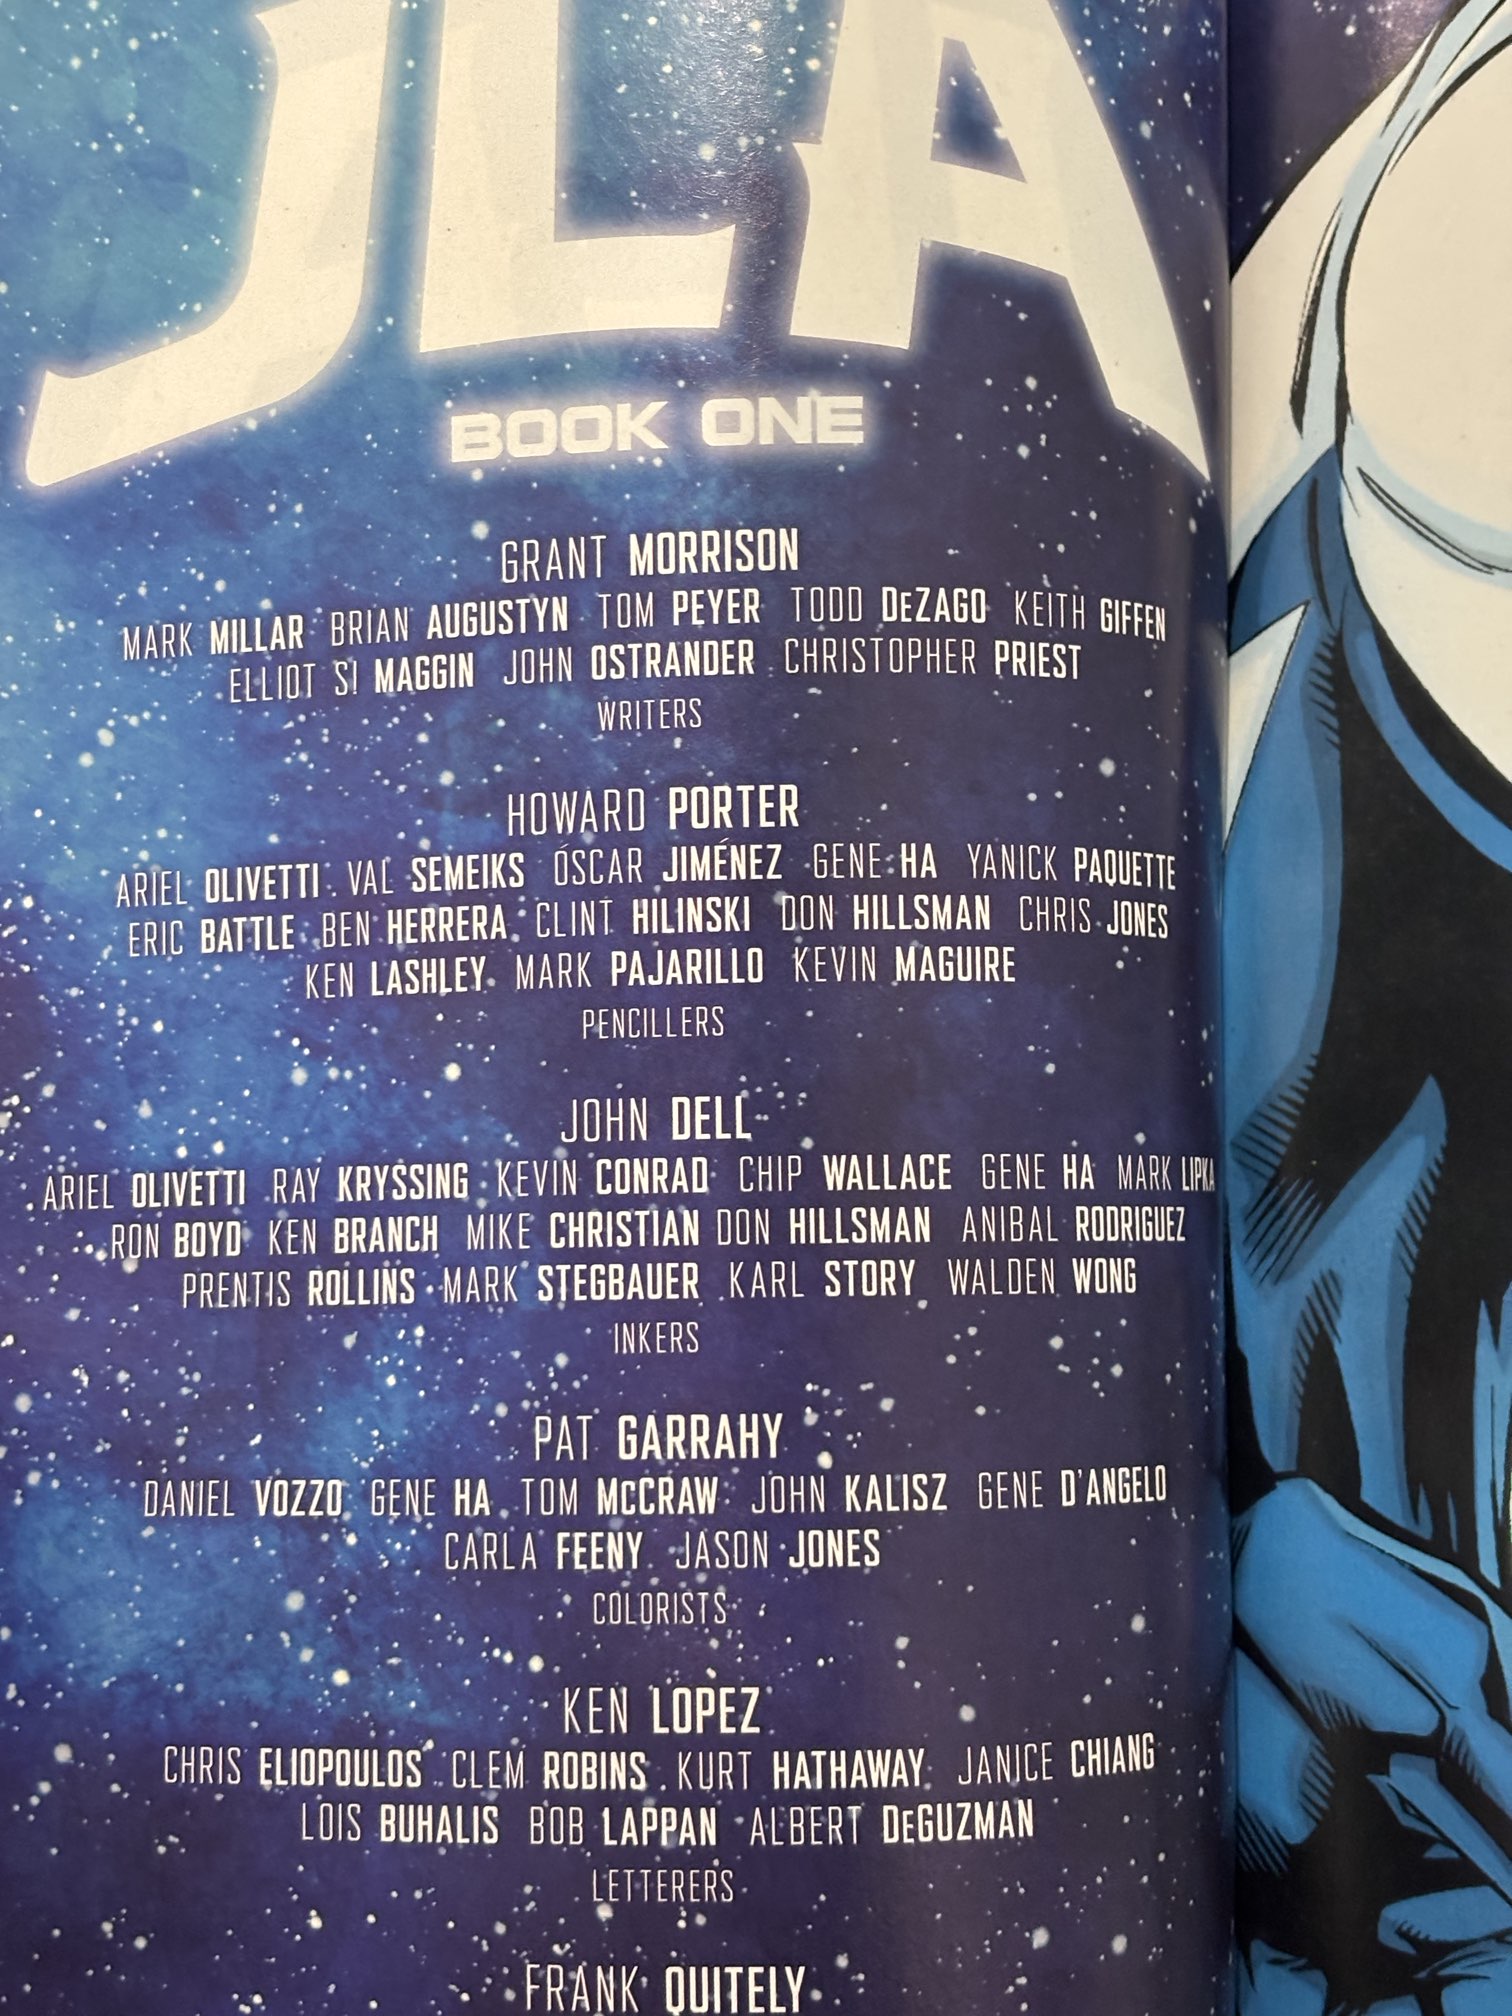 JLA
BOOK ONE
GRANT MORRISON
MARK MILLAR BRIAN AUGUSTYN TOM PEYER TODD DeZAGO KEITH GIFFEN
ELLIOT S! MAGGIN JOHN OSTRANDER CHRISTOPHER PRIEST
WRITERS
HOWARD PORTER
ARIEL OLIVETTI VAL SEMEIKS ÓSCAR JIMÉNEZ GENE HA YANICK PAQUETTE
ERIC BATTLE BEN HERRERA CLINT HILINSKI DON HILLSMAN CHRIS JONES
KEN LASHLEY MARK PAJARILLO KEVIN MAGUIRE
PENCILLERS
JOHN DELL
ARIEL OLIVETTI RAY KRYSSING KEVIN CONRAD CHIP WALLACE GENE HA MARK LIPKA
RON BOYD KEN BRANCH MIKE CHRISTIAN DON HILLSMAN ANIBAL RODRIGUEZ
PRENTIS ROLLINS MARK STEGBAUER KARL STORY WALDEN WONG
INKERS
PAT GARRAHY
DANIEL VOZZO GENE HA TOM McCRAW JOHN KALISZ GENE D'ANGELO
CARLA FEENY JASON JONES
COLORISTS
KEN LOPEZ
CHRIS ELIOPOULOS CLEM ROBINS KURT HATHAWAY JANICE CHIANG
LOIS BUHALIS BOB LAPPAN ALBERT DeGUZMAN
LETTERERS
FRANK QUITELY